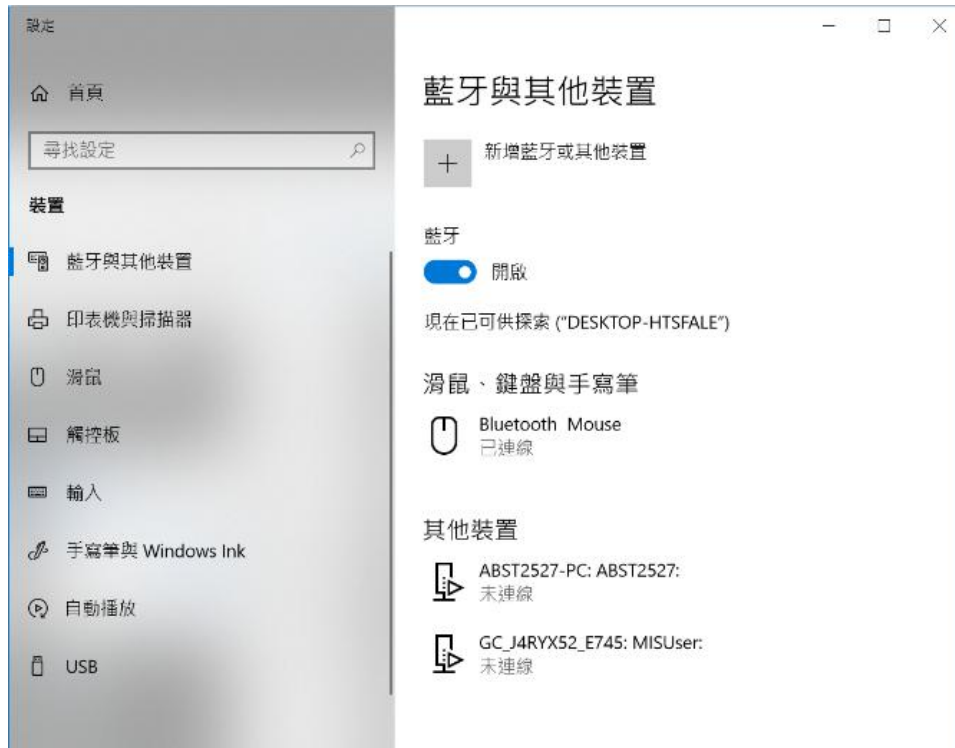 設定
首頁
尋找設定
裝置
藍牙與其他裝置
印表機與掃描器
滑鼠
觸控板
輸入
手寫筆與 Windows Ink
自動播放
USB
藍牙與其他裝置
新增藍牙或其他裝置
藍牙
開啟
現在已可供探索 ("DESKTOP-HTSFALE")
滑鼠、鍵盤與手寫筆
Bluetooth Mouse
已連線
其他裝置
ABST2527-PC: ABST2527:
未連線
GC_J4RYX52_E745: MISUser:
未連線